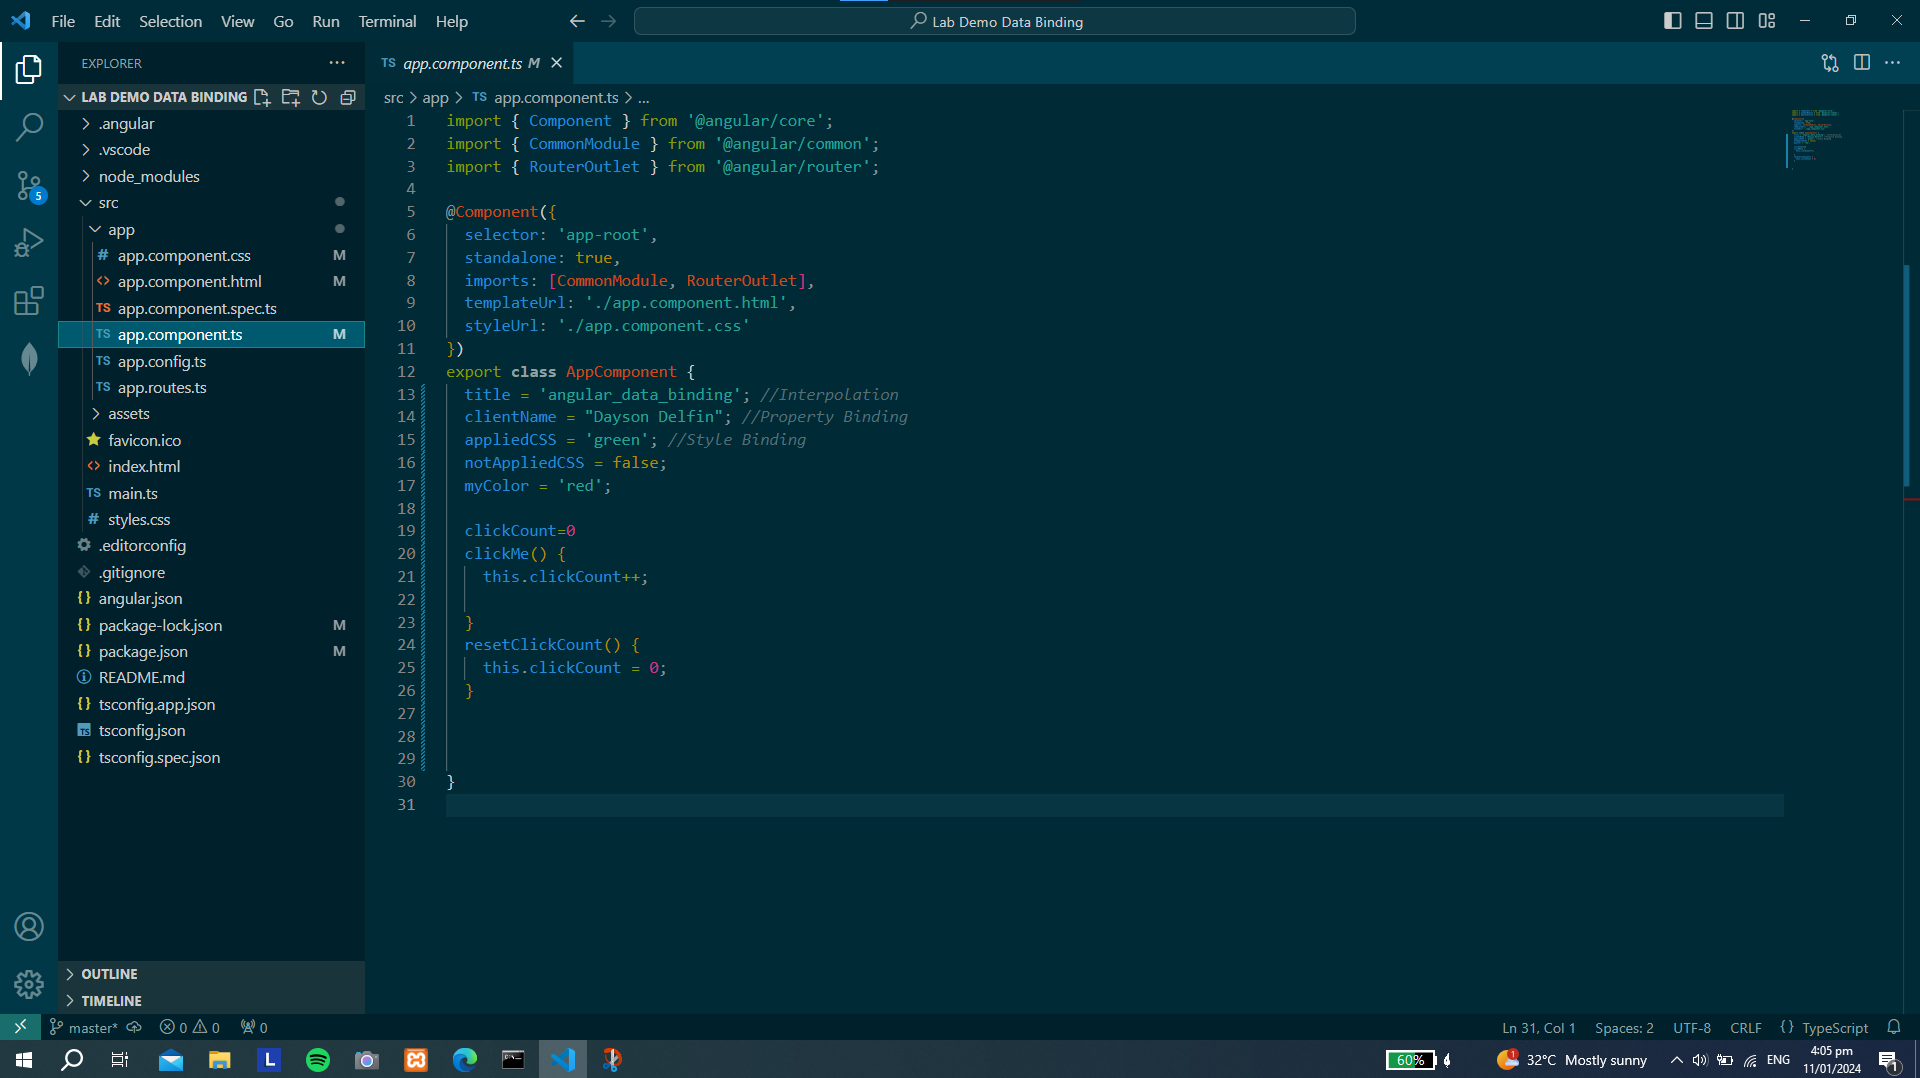 File Edit Selection View Go Run Terminal Help
Lab Demo Data Binding
EXPLORER
LAB DEMO DATA BINDING
.angular
.vscode
node_modules
src
app
# app.component.css M
<> app.component.html M
TS app.component.spec.ts
TS app.component.ts M
TS app.config.ts
TS app.routes.ts
assets
favicon.ico
<> index.html
TS main.ts
# styles.css
.editorconfig
.gitignore
{} angular.json
{} package-lock.json M
{} package.json M
README.md
{} tsconfig.app.json
TS tsconfig.json
{} tsconfig.spec.json
OUTLINE
TIMELINE
5
TS app.component.ts M
src > app > TS app.component.ts > ...
1 import { Component } from '@angular/core';
2 import { CommonModule } from '@angular/common';
3 import { RouterOutlet } from '@angular/router';
4
5 @Component({
6 selector: 'app-root',
7 standalone: true,
8 imports: [CommonModule, RouterOutlet],
9 templateUrl: './app.component.html',
10 styleUrl: './app.component.css'
11 })
12 export class AppComponent {
13 title = 'angular_data_binding'; //Interpolation
14 clientName = "Dayson Delfin"; //Property Binding
15 appliedCSS = 'green'; //Style Binding
16 notAppliedCSS = false;
17 myColor = 'red';
18
19 clickCount=0
20 clickMe() {
21 this.clickCount++;
22
23 }
24 resetClickCount() {
25 this.clickCount = 0;
26 }
27
28
29
30 }
31
master* 0 0 0
Ln 31, Col 1 Spaces: 2 UTF-8 CRLF {} TypeScript
L
60% 1 32°C Mostly sunny ENG 4:05 pm
11/01/2024
1